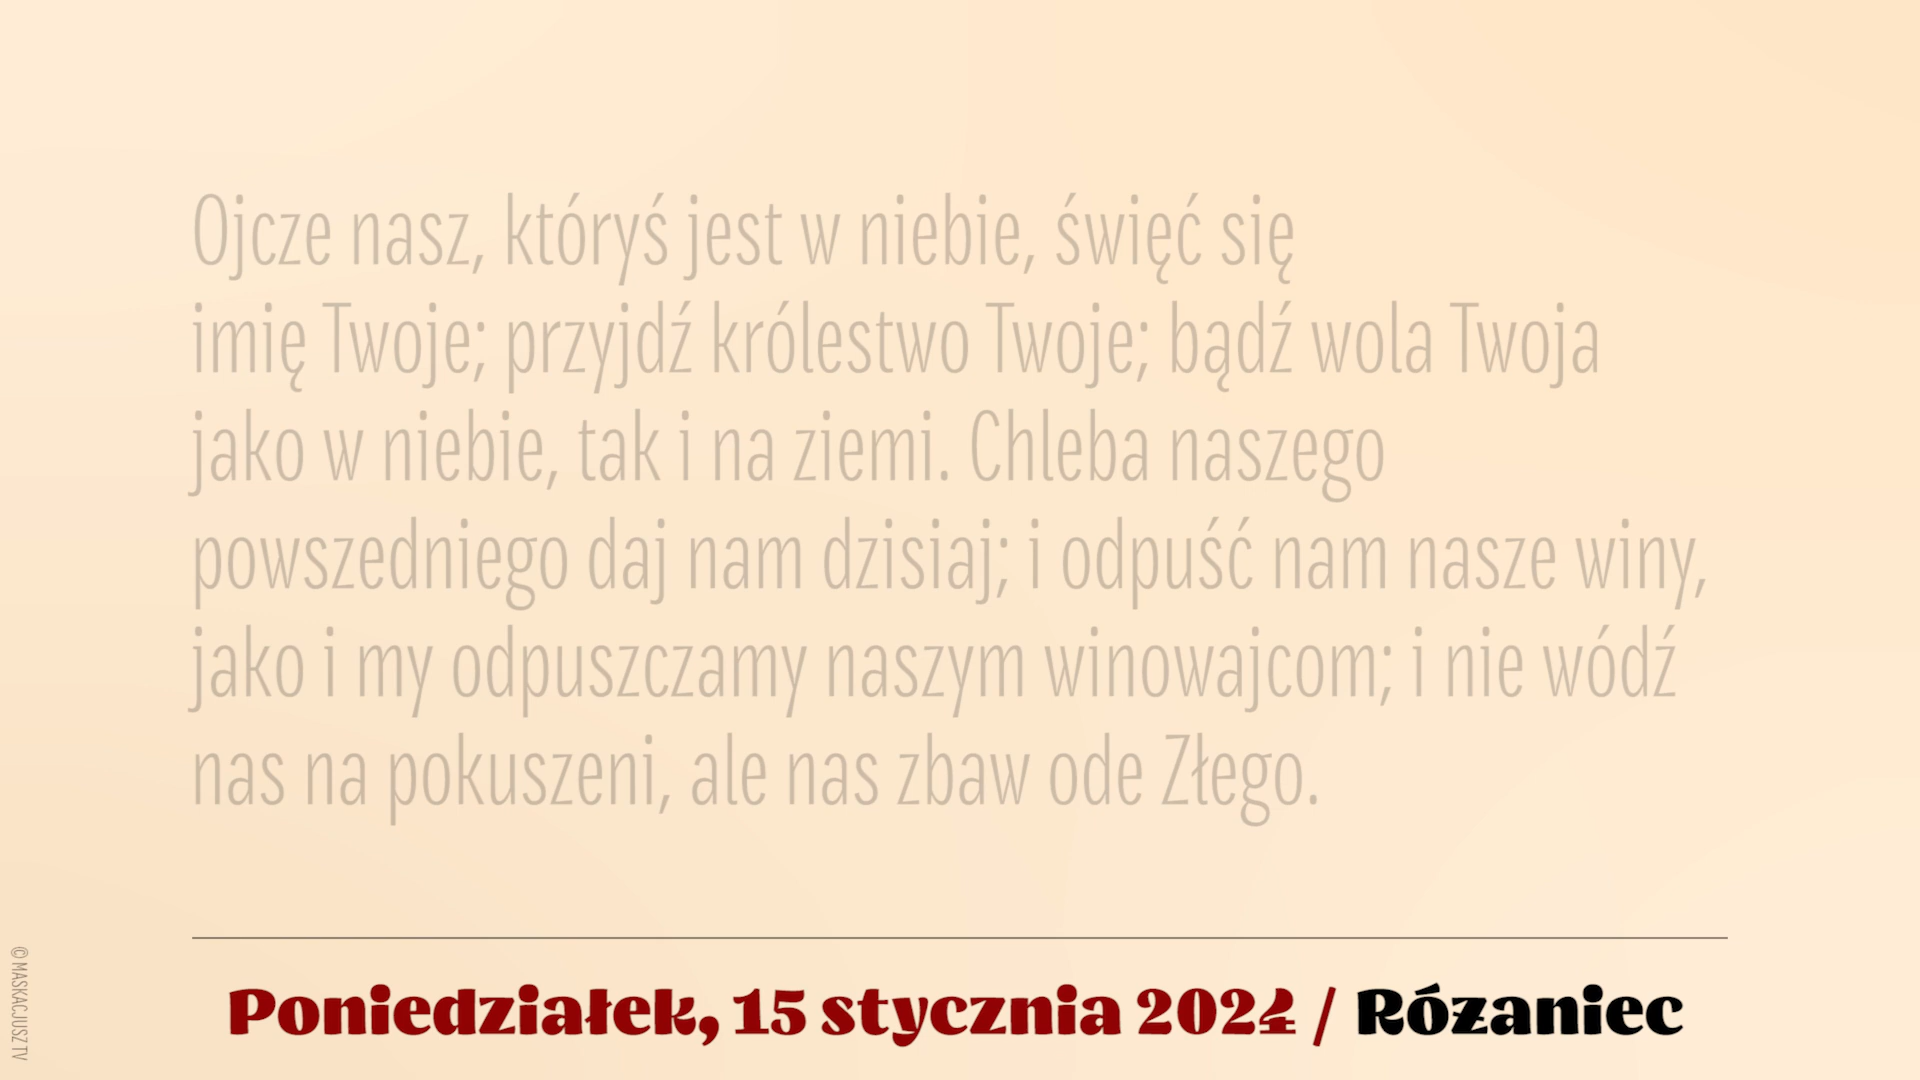 Ojcze nasz, któryś jest w niebie, święć się
imię Twoje; przyjdź królestwo Twoje; bądź wola Twoja
jako w niebie, tak i na ziemi. Chleba naszego
powszedniego daj nam dzisiaj; i odpuść nam nasze winy,
jako i my odpuszczamy naszym winowajcom; i nie wódź
nas na pokuszeni, ale nas zbaw ode Złego.
Poniedziałek, 15 stycznia 2024 / Rózaniec
© MASKACJUSZ TV